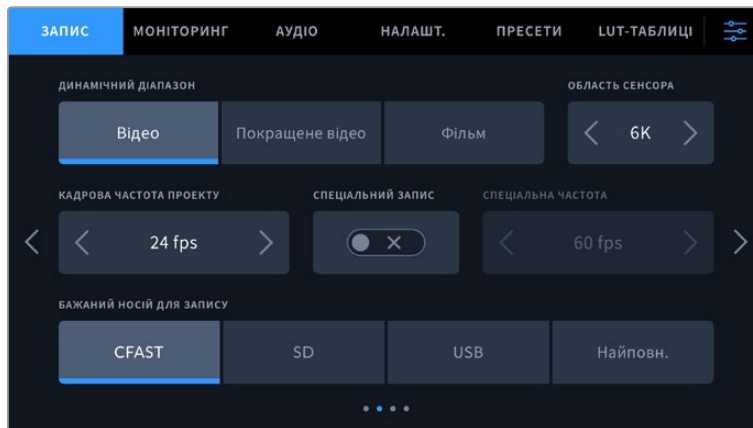 ЗАПИС МОНІТОРИНГ АУДІО НАЛАШТ. ПРЕСЕТИ LUT-ТАБЛИЦІ
ДИНАМІЧНИЙ ДІАПАЗОН ОБЛАСТЬ СЕНСОРА
Відео Покращене відео Фільм 6K
КАДРОВА ЧАСТОТА ПРОЕКТУ СПЕЦІАЛЬНИЙ ЗАПИС СПЕЦІАЛЬНА ЧАСТОТА
24 fps 60 fps
БАЖАНИЙ НОСІЙ ДЛЯ ЗАПИСУ
CFAST SD USB Найповн.